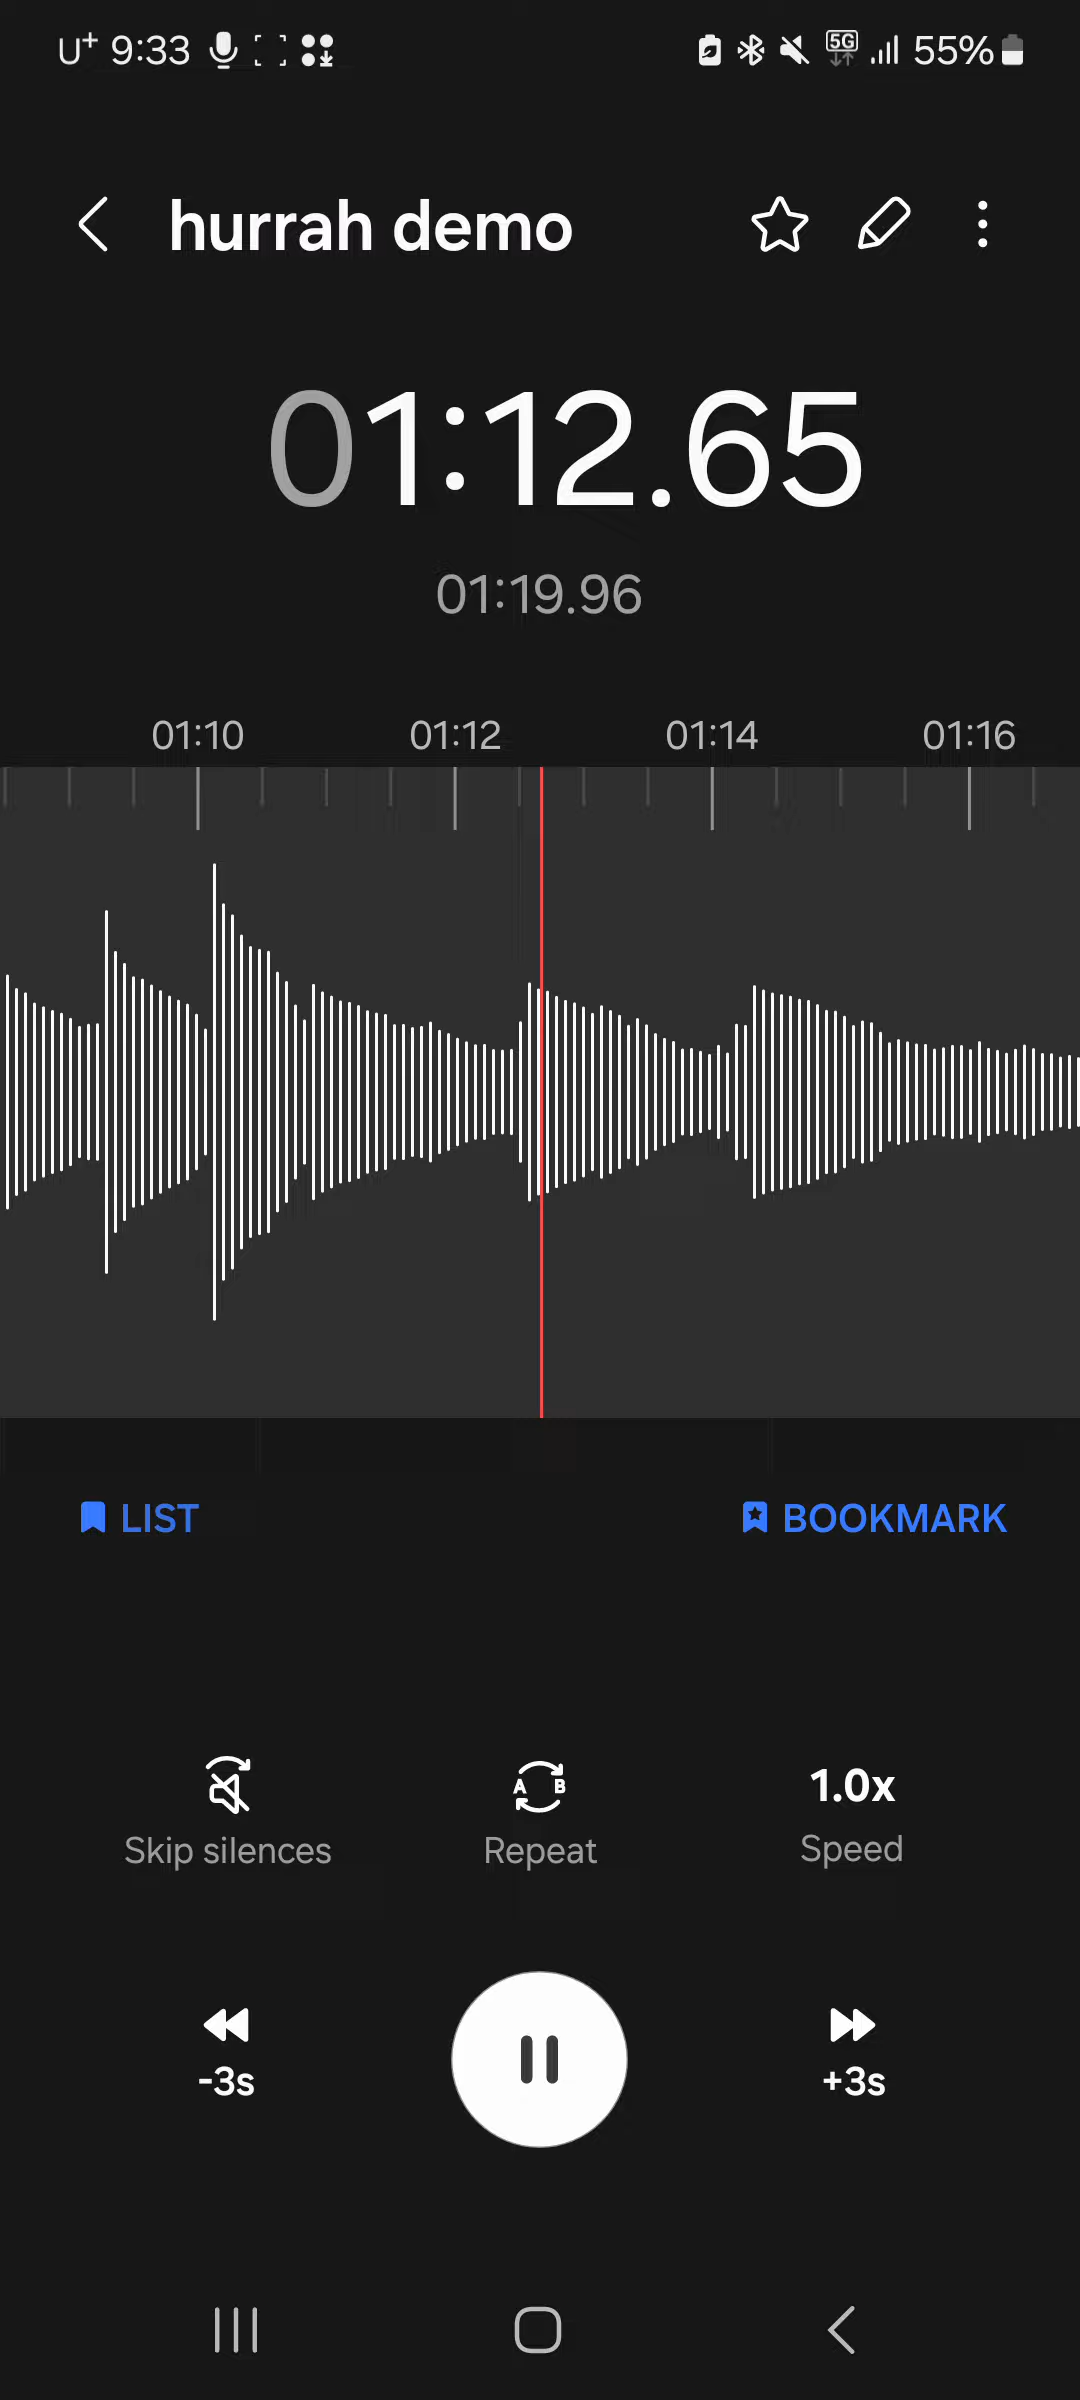 U+ 9:33 5G 55%
hurrah demo
01:12.65
01:19.96
01:10 01:12 01:14 01:16
LIST BOOKMARK
A B 1.0x
Skip silences Repeat Speed
-3s +3s